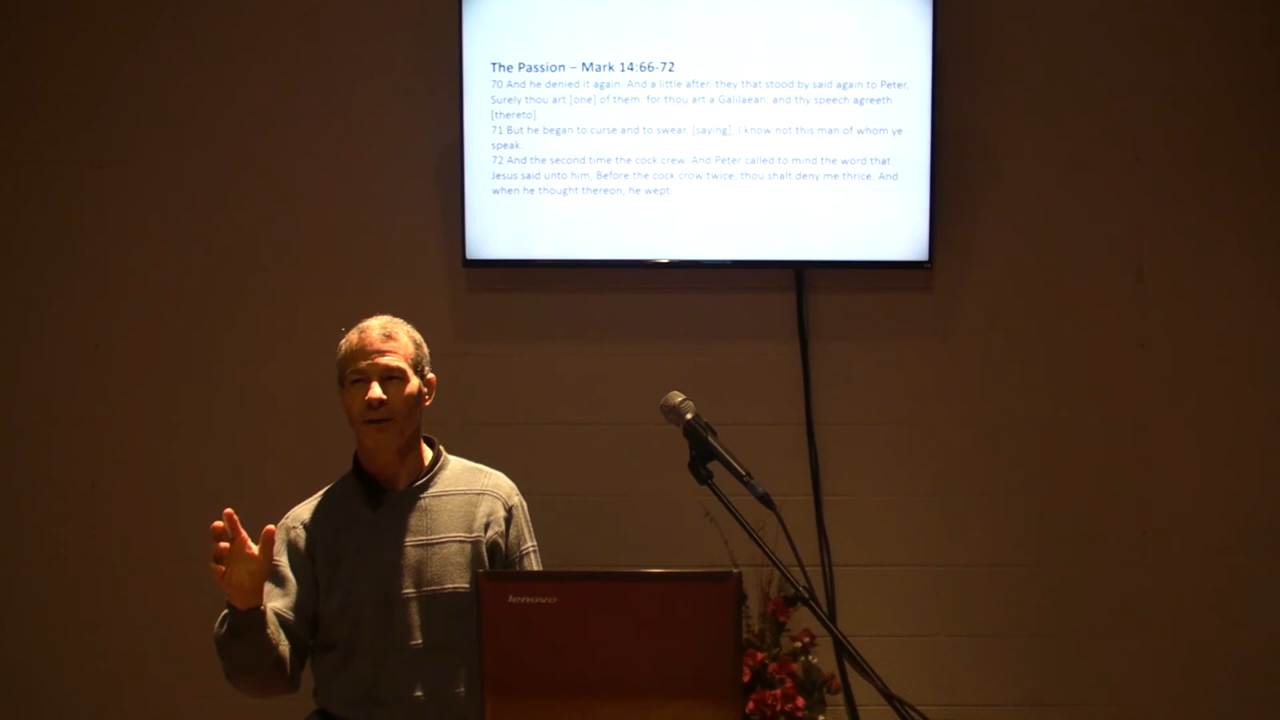 The Passion – Mark 14:66-72
70 And he denied it again. And a little after, they that stood by said again to Peter,
Surely thou art [one] of them: for thou art a Galilaean, and thy speech agreeth
[thereto].
71 But he began to curse and to swear, [saying], I know not this man of whom ye
speak.
72 And the second time the cock crew. And Peter called to mind the word that
Jesus said unto him, Before the cock crow twice, thou shalt deny me thrice. And
when he thought thereon, he wept.
lenovo